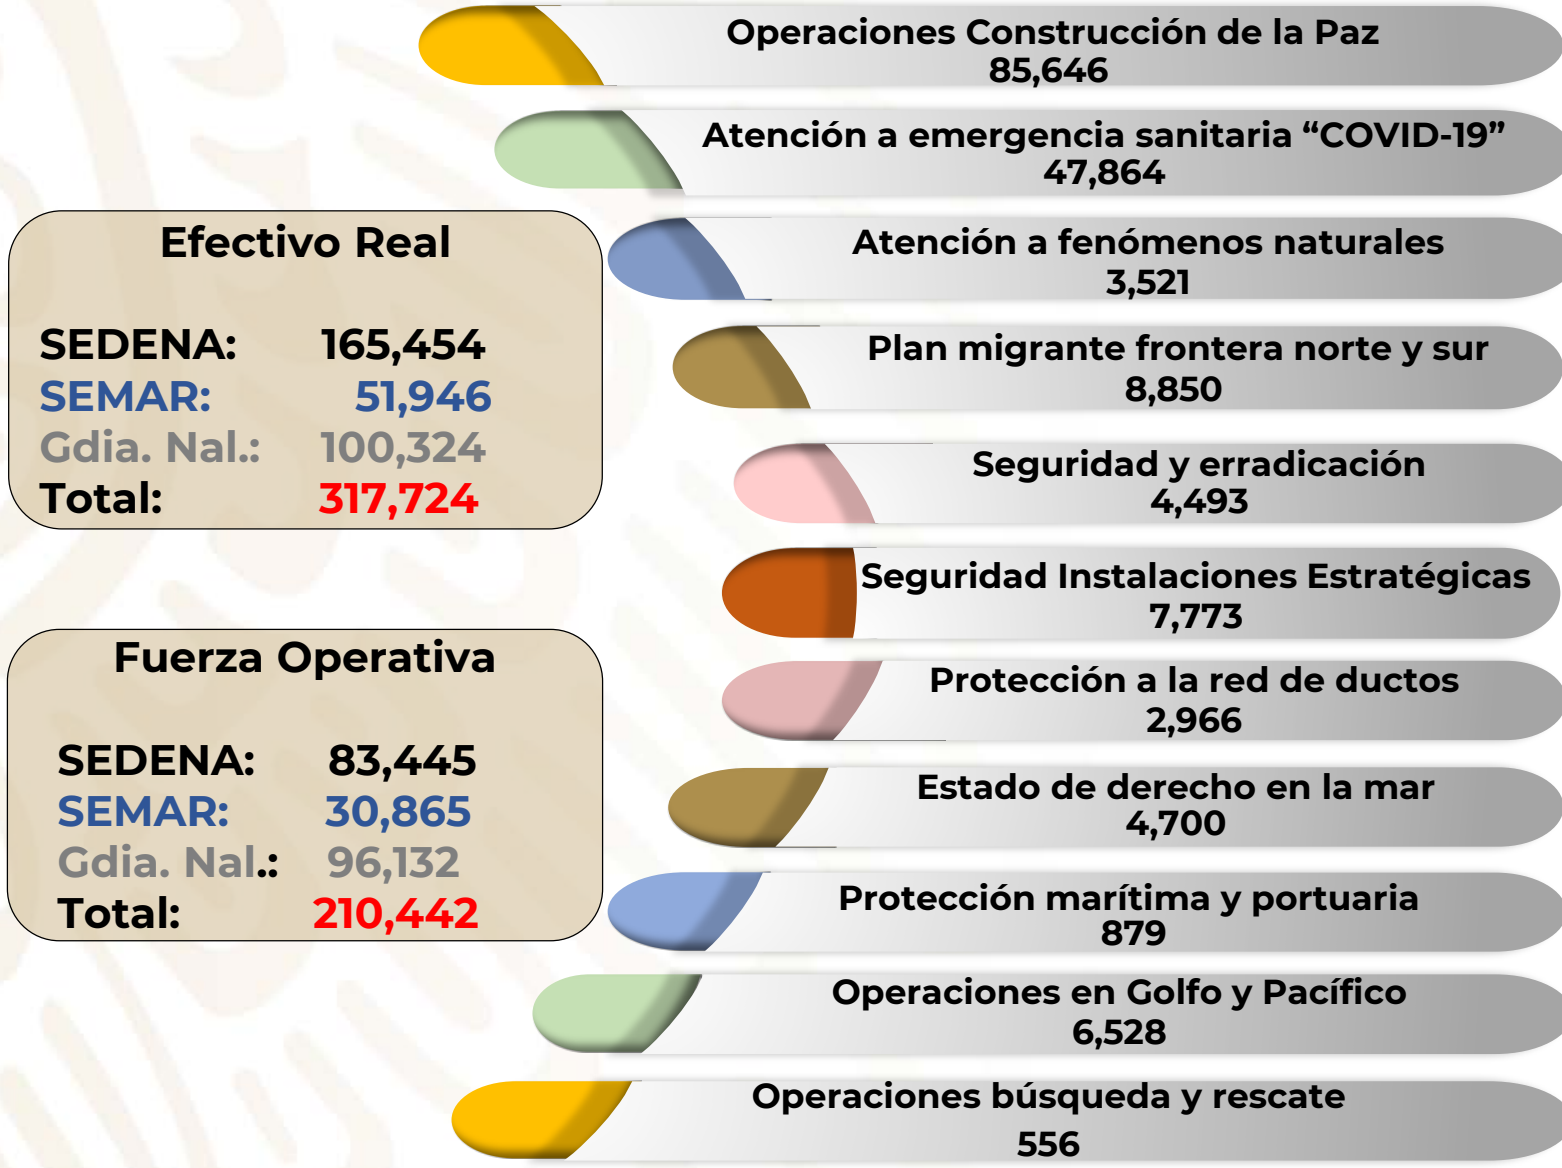 Efectivo Real
SEDENA: 165,454
SEMAR: 51,946
Gdia. Nal.: 100,324
Total: 317,724
Fuerza Operativa
SEDENA: 83,445
SEMAR: 30,865
Gdia. Nal.: 96,132
Total: 210,442
Operaciones Construcción de la Paz
85,646
Atención a emergencia sanitaria “COVID-19”
47,864
Atención a fenómenos naturales
3,521
Plan migrante frontera norte y sur
8,850
Seguridad y erradicación
4,493
Seguridad Instalaciones Estratégicas
7,773
Protección a la red de ductos
2,966
Estado de derecho en la mar
4,700
Protección marítima y portuaria
879
Operaciones en Golfo y Pacífico
6,528
Operaciones búsqueda y rescate
556